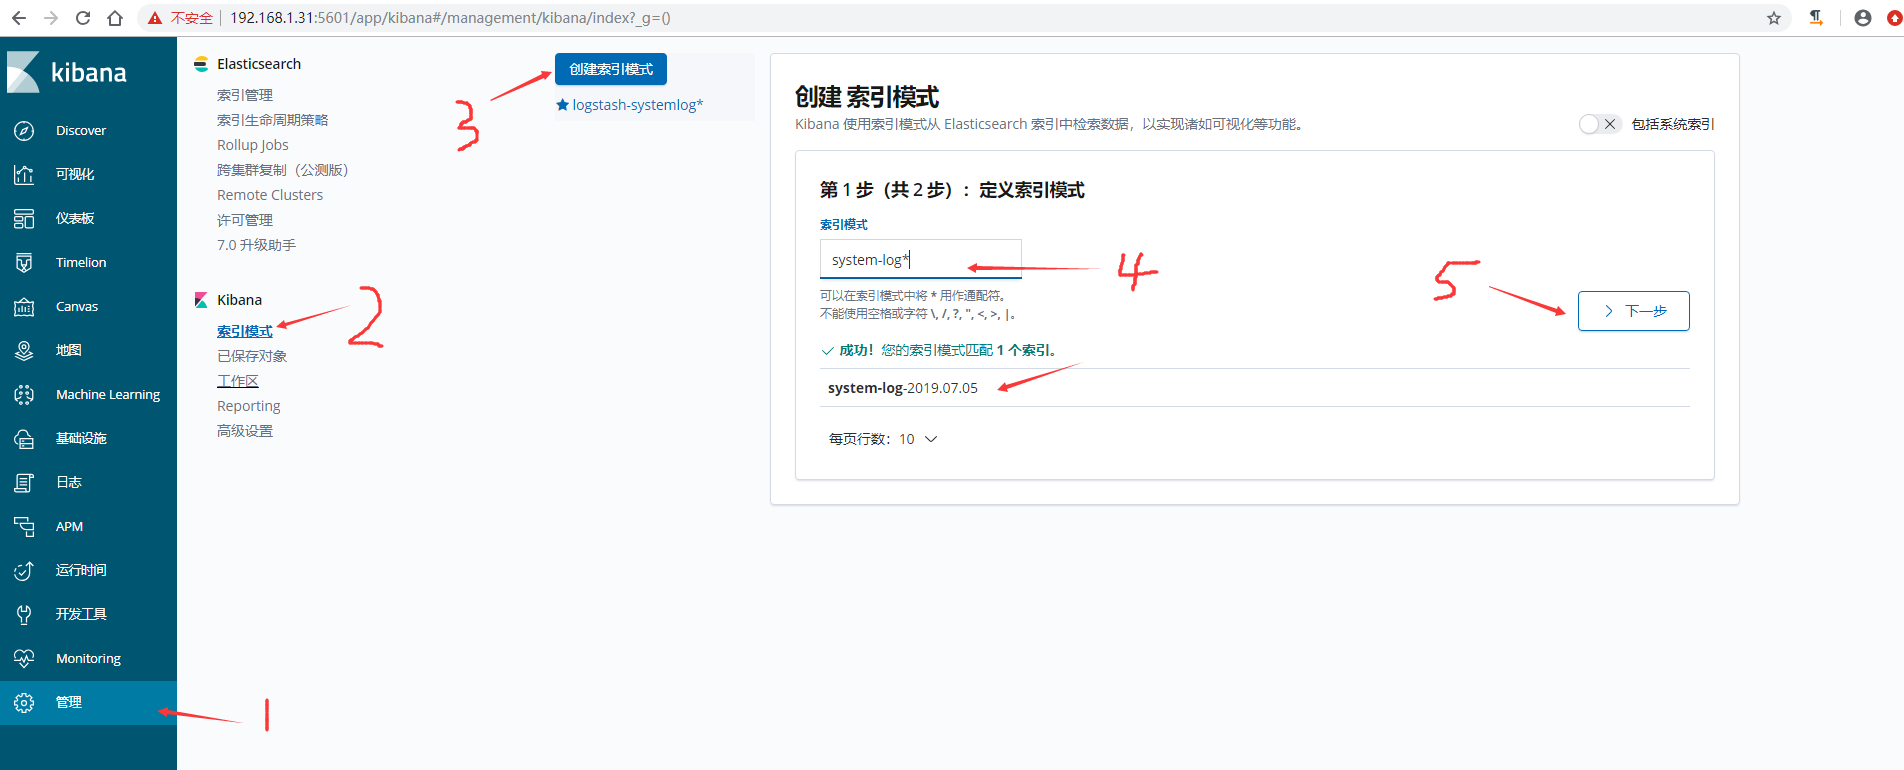 不安全 192.168.1.31:5601/app/kibana#/management/kibana/index?_g=()
kibana
Discover
可视化
仪表板
Timelion
Canvas
地图
Machine Learning
基础设施
日志
APM
运行时间
开发工具
Monitoring
管理
1
Elasticsearch
索引管理
索引生命周期策略
Rollup Jobs
跨集群复制（公测版）
Remote Clusters
许可管理
7.0 升级助手
Kibana
索引模式
2
已保存对象
工作区
Reporting
高级设置
创建索引模式
3
logstash-systemlog*
创建 索引模式
Kibana 使用索引模式从 Elasticsearch 索引中检索数据，以实现诸如可视化等功能。
包括系统索引
第 1 步（共 2 步）：定义索引模式
索引模式
system-log*
4
可以在索引模式中将 * 用作通配符。
不能使用空格或字符 \, /, ?, ", <, >, |。
5
下一步
成功！您的索引模式匹配 1 个索引。
system-log-2019.07.05
每页行数：10